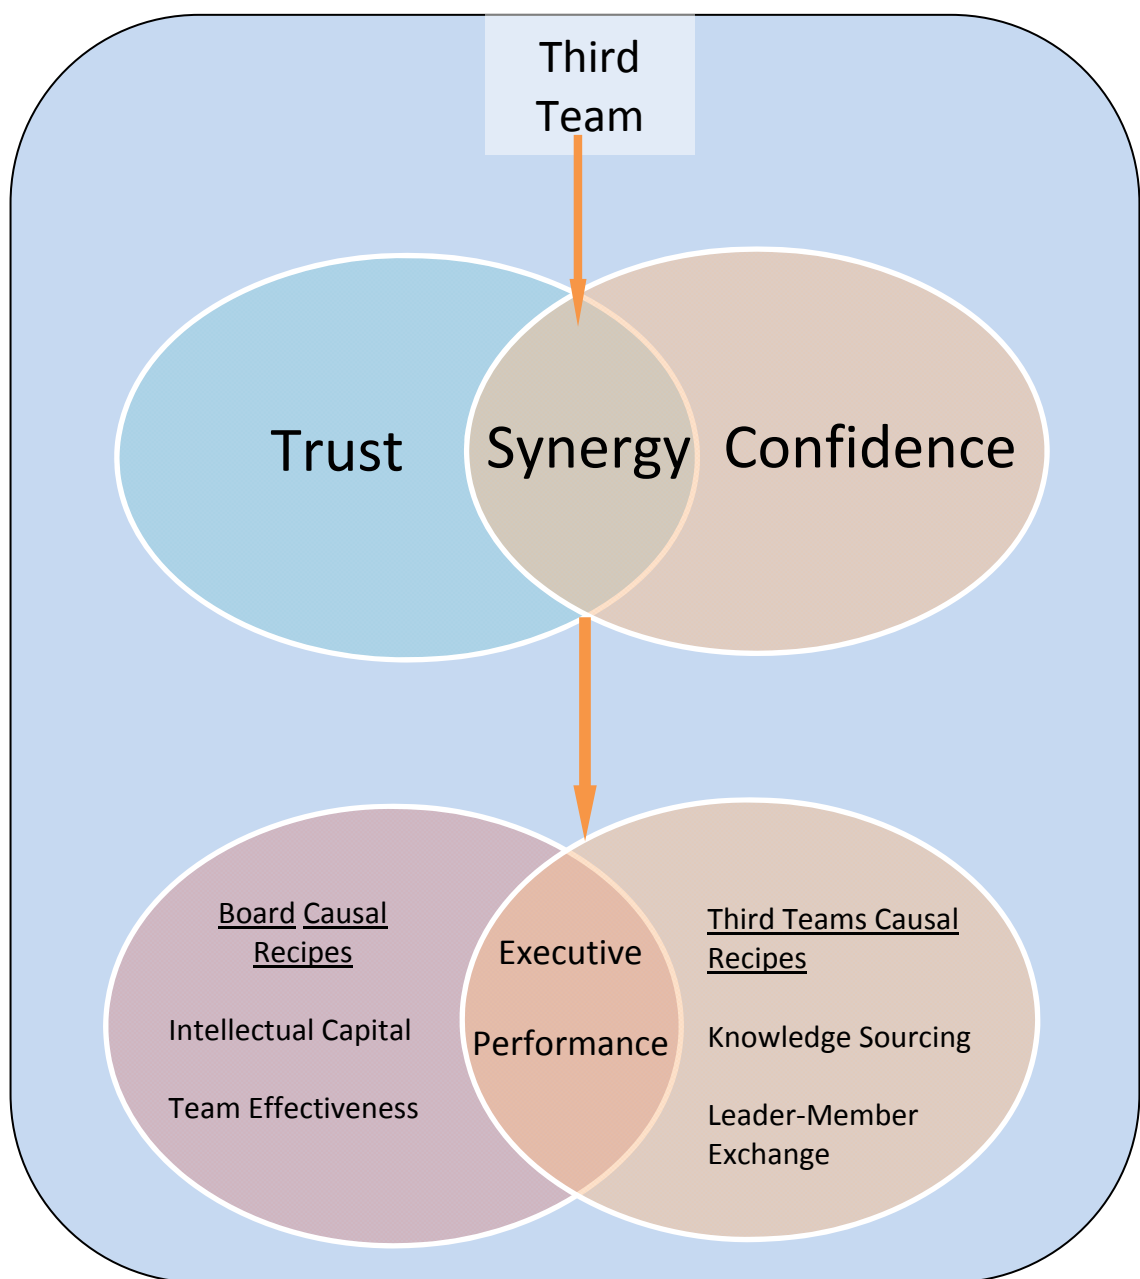 Third
Team
Trust
Synergy
Confidence
Board Causal
Recipes
Intellectual Capital
Team Effectiveness
Executive
Performance
Third Teams Causal
Recipes
Knowledge Sourcing
Leader-Member
Exchange